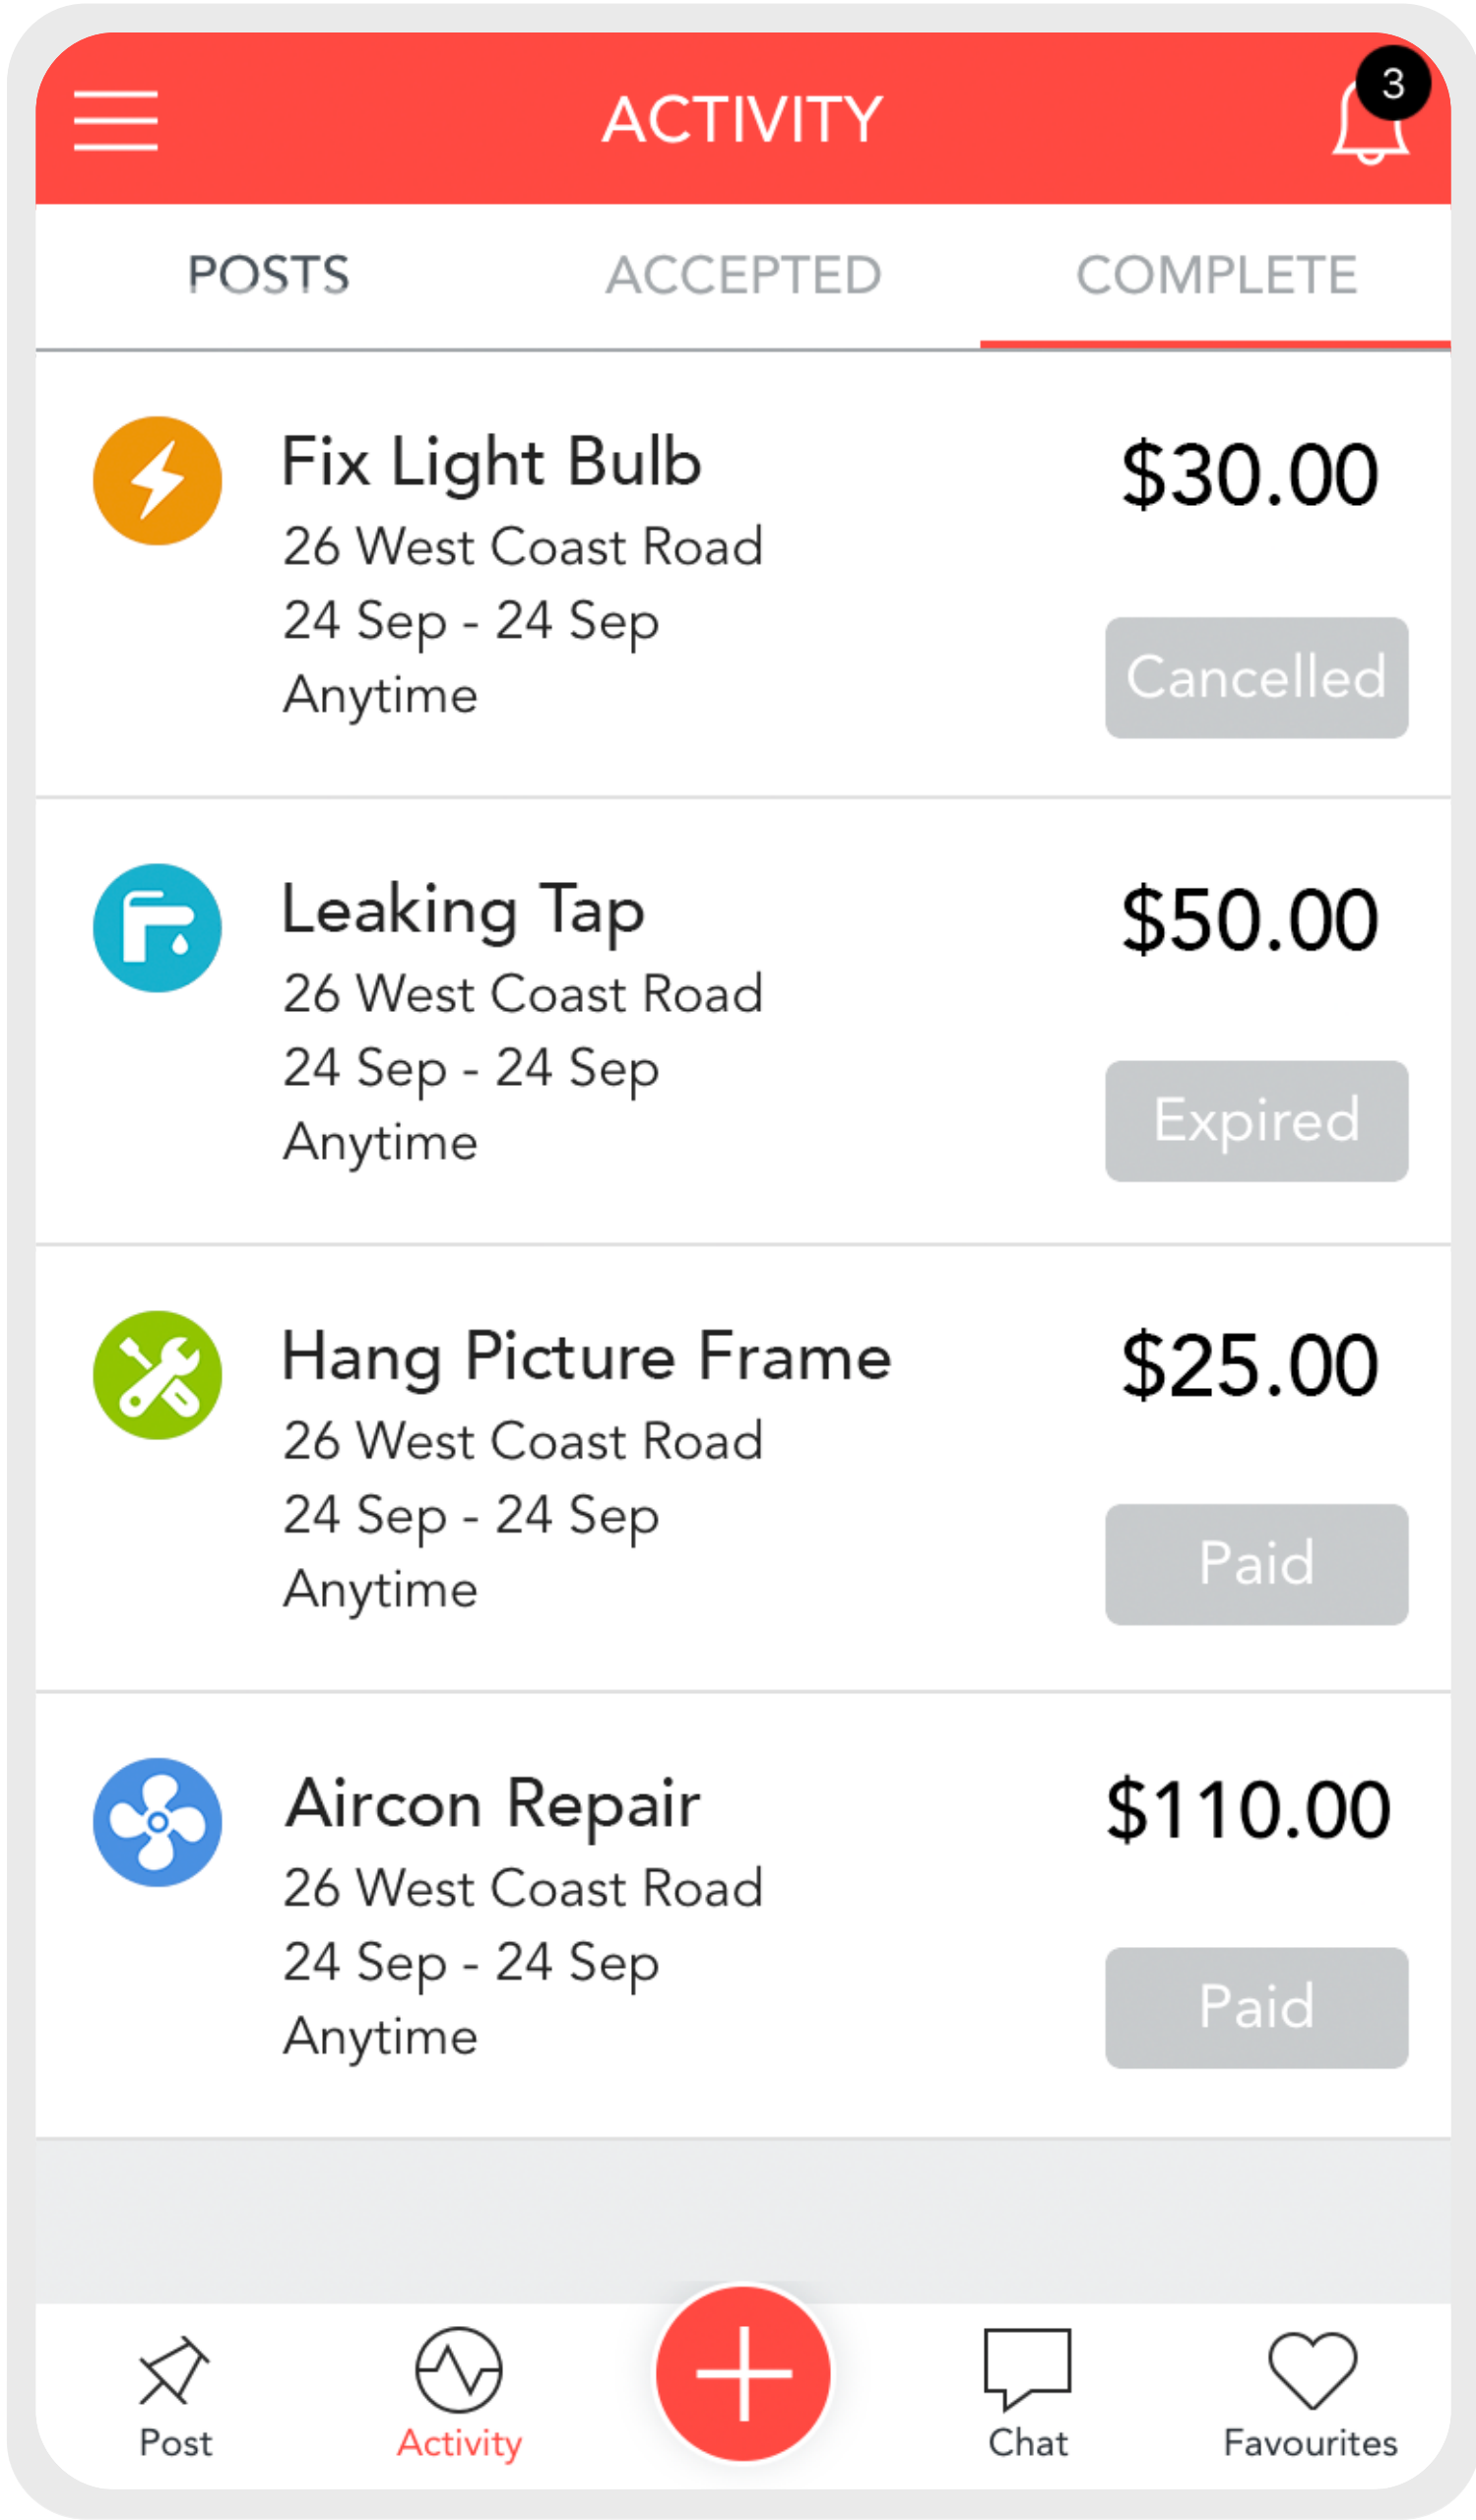 ACTIVITY
3
POSTS
ACCEPTED
COMPLETE
Fix Light Bulb
$30.00
26 West Coast Road
24 Sep - 24 Sep
Anytime
Cancelled
Leaking Tap
$50.00
26 West Coast Road
24 Sep - 24 Sep
Anytime
Expired
Hang Picture Frame
$25.00
26 West Coast Road
24 Sep - 24 Sep
Anytime
Paid
Aircon Repair
$110.00
26 West Coast Road
24 Sep - 24 Sep
Anytime
Paid
Post
Activity
Chat
Favourites